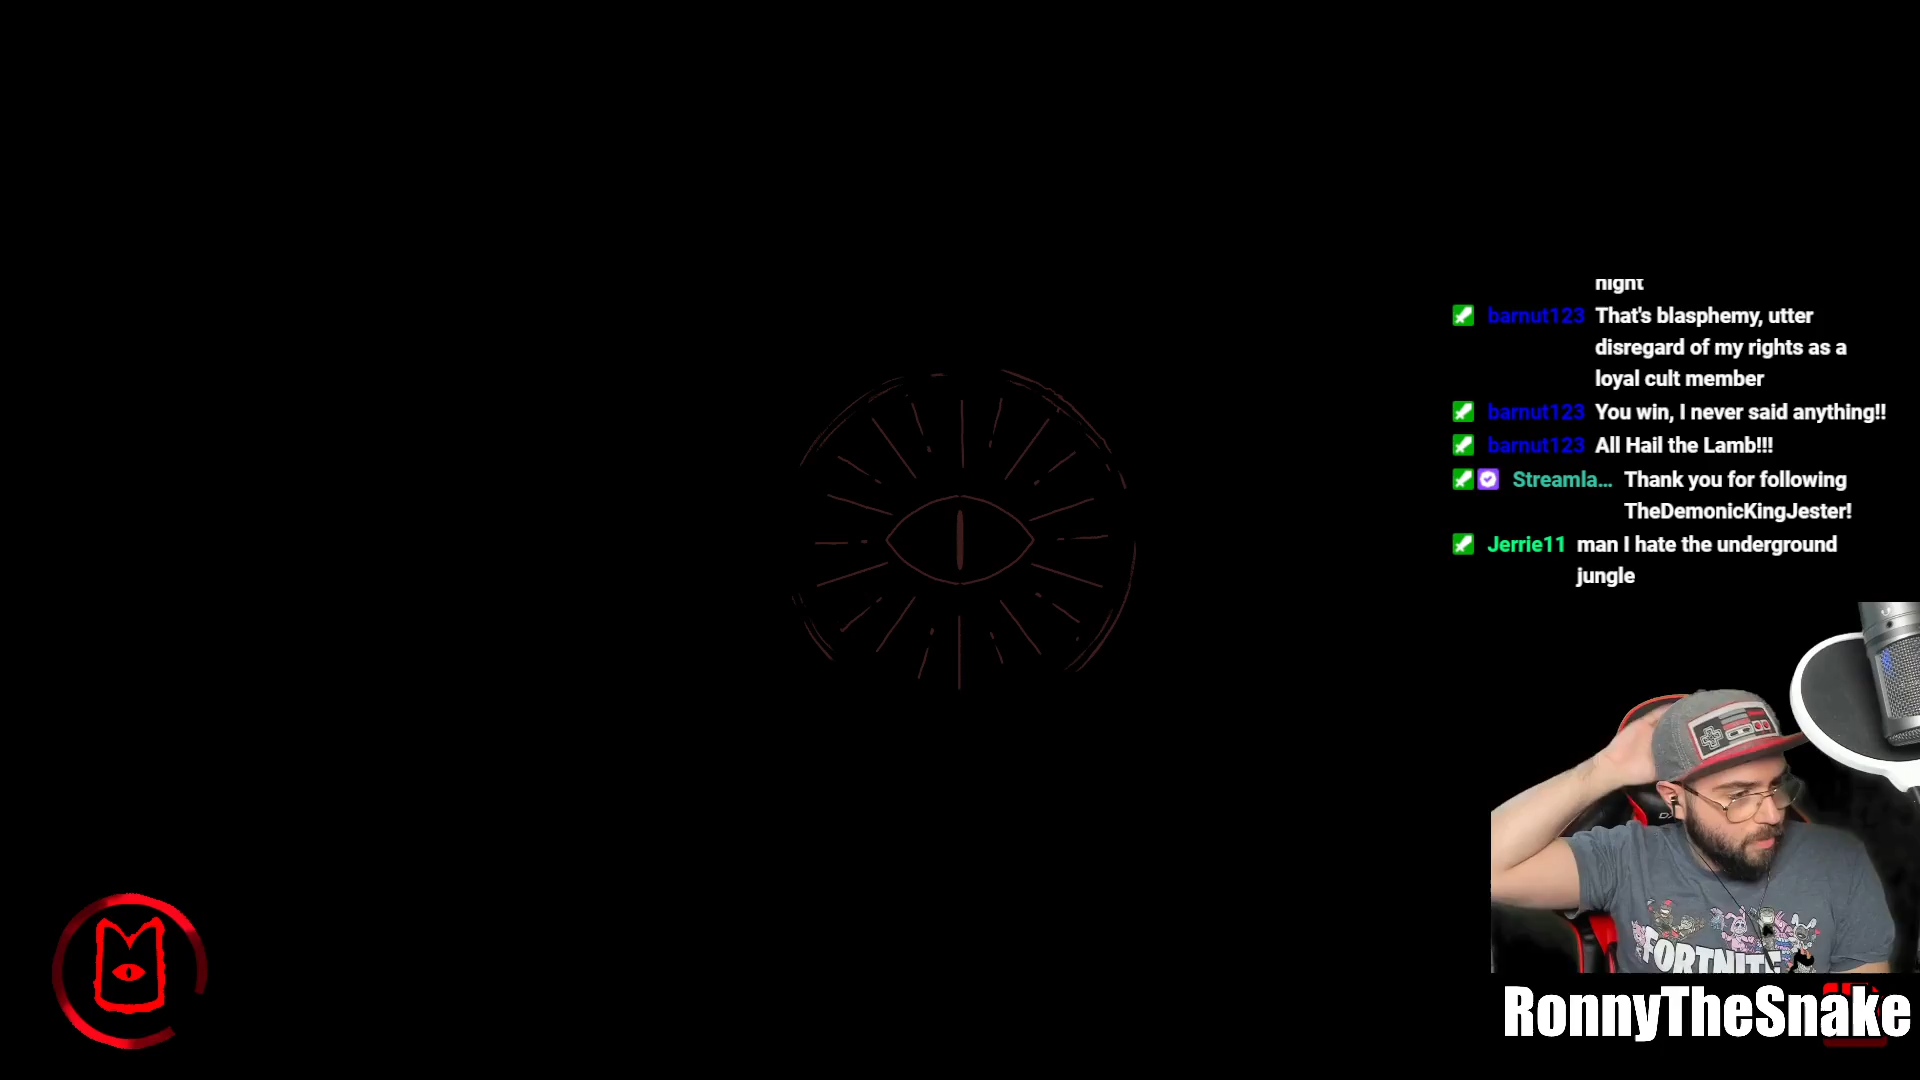 night
barnut123 That's blasphemy, utter
disregard of my rights as a
loyal cult member
barnut123 You win, I never said anything!!
barnut123 All Hail the Lamb!!!
Streamla... Thank you for following
TheDemonicKingJester!
Jerrie11 man I hate the underground
jungle
FORTNITE
RonnyTheSnake